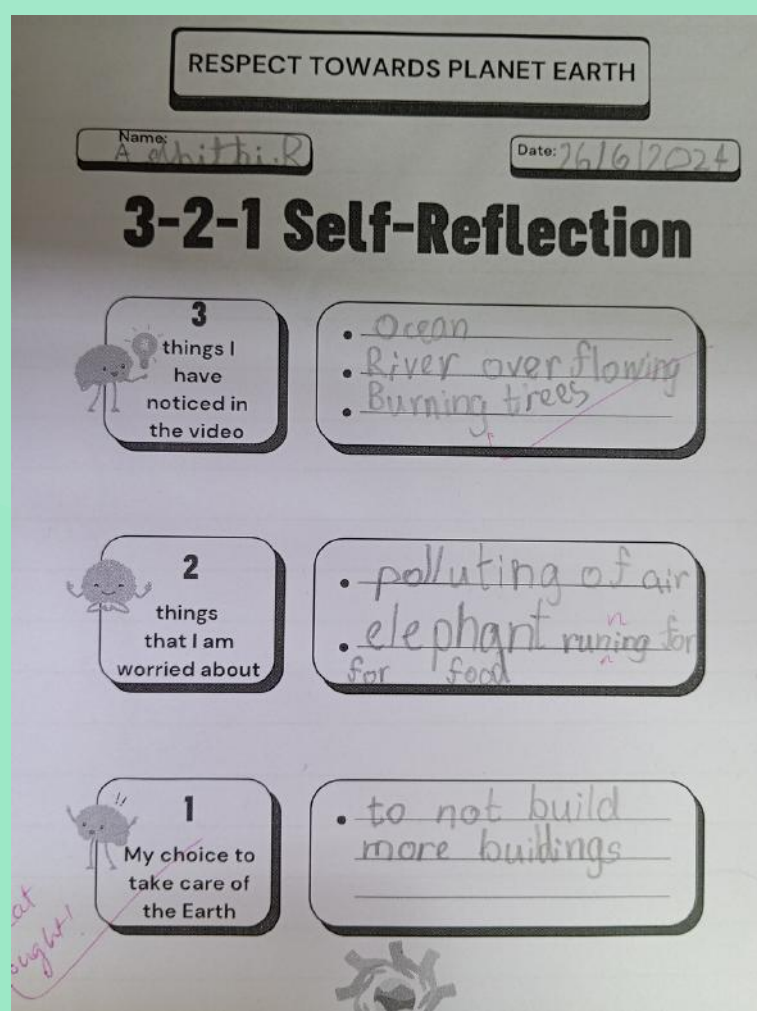 RESPECT TOWARDS PLANET EARTH
Name: Adhithi.R
Date: 26/6/2024
3-2-1 Self-Reflection
3
things I
have
noticed in
the video
• Ocean
• River over flowing
• Burning trees
2
things
that I am
worried about
• polluting of air
n
• elephant runing for
for food
1
My choice to
take care of
the Earth
• to not build
more buildings